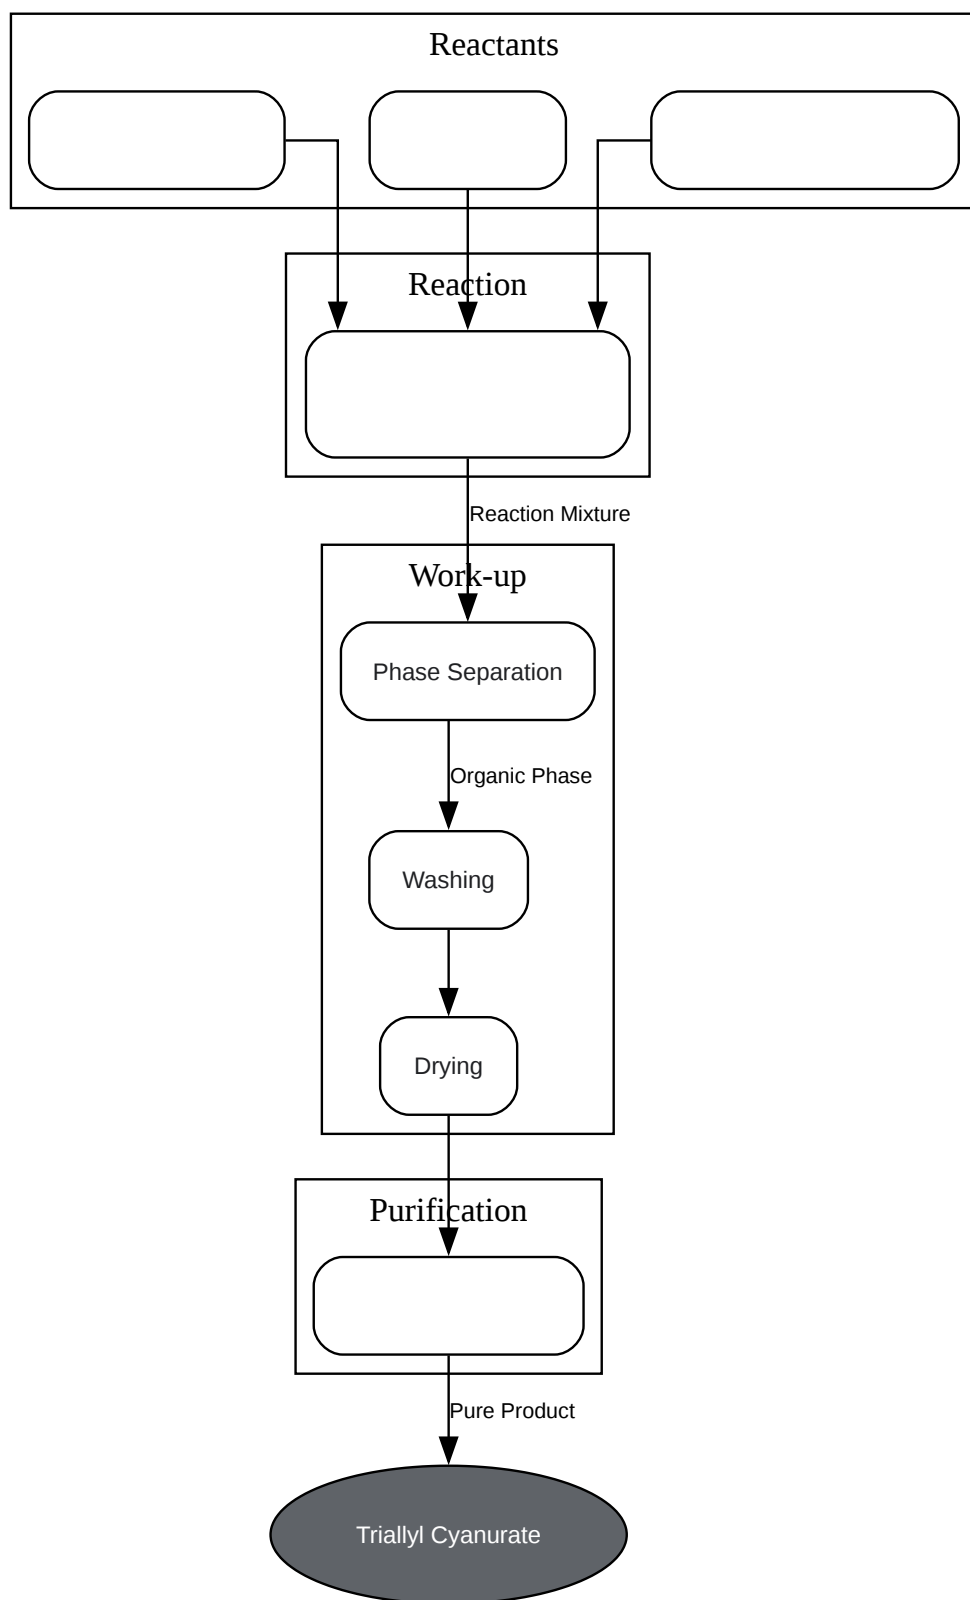 Reactants
Reaction
Reaction Mixture
Work-up
Phase Separation
Organic Phase
Washing
Drying
Purification
Pure Product
Triallyl Cyanurate